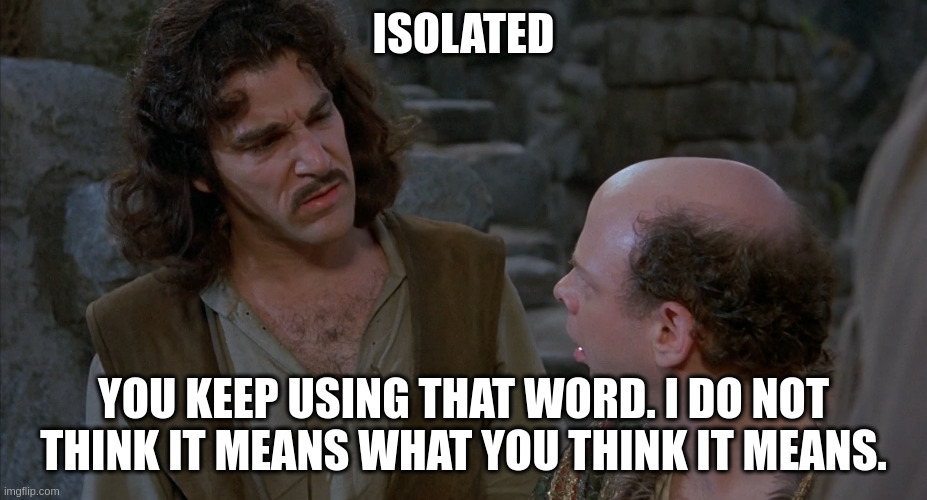 ISOLATED
YOU KEEP USING THAT WORD. I DO NOT
THINK IT MEANS WHAT YOU THINK IT MEANS.
imgflip.com